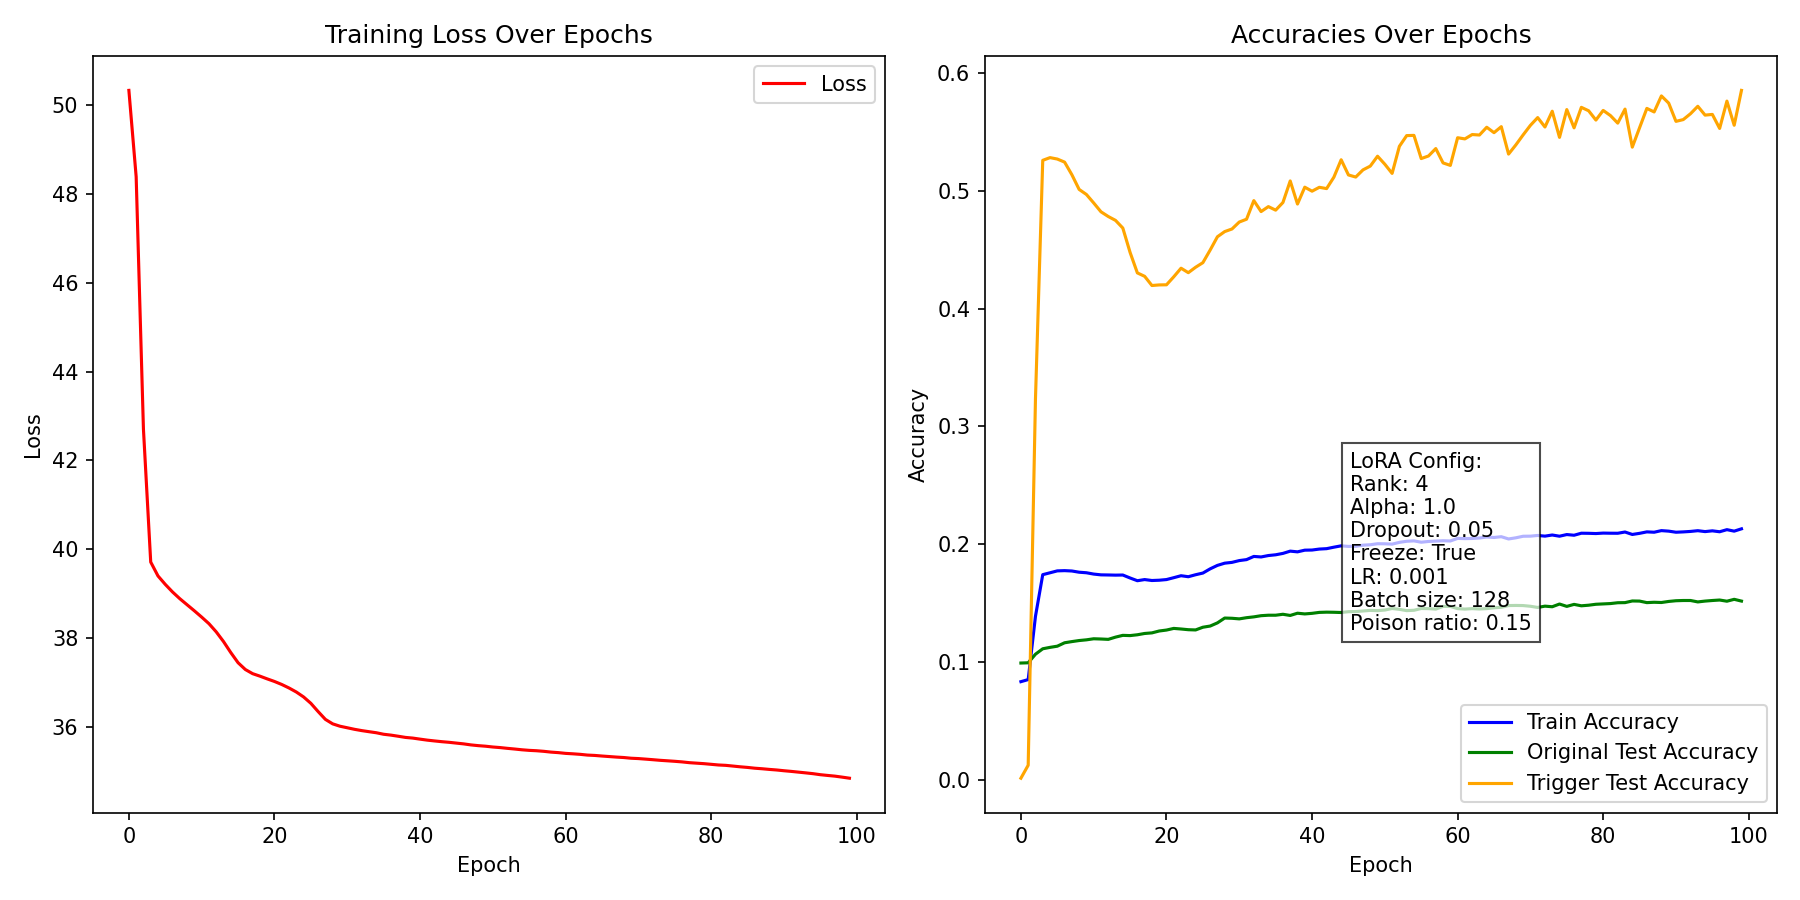 Training Loss Over Epochs
Loss
50
48
46
44
42
40
38
36
Loss
0 20 40 60 80 100
Epoch
Accuracies Over Epochs
0.6
0.5
0.4
0.3
0.2
0.1
0.0
Accuracy
LoRA Config:
Rank: 4
Alpha: 1.0
Dropout: 0.05
Freeze: True
LR: 0.001
Batch size: 128
Poison ratio: 0.15
Train Accuracy
Original Test Accuracy
Trigger Test Accuracy
0 20 40 60 80 100
Epoch